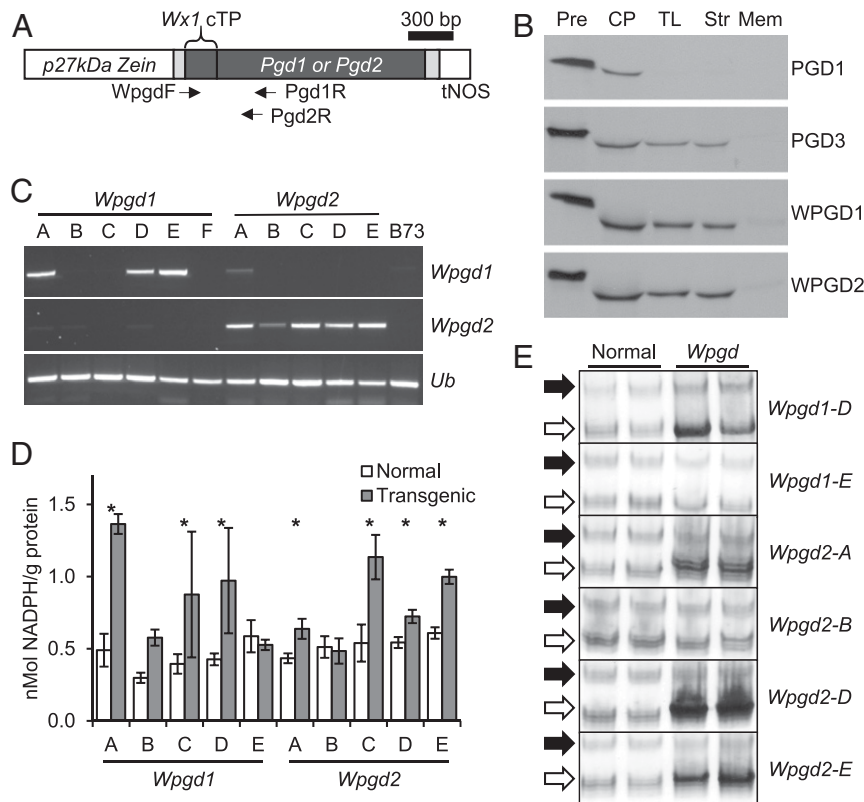 A
Wx1 cTP
300 bp
p27kDa Zein
Pgd1 or Pgd2
WpgdF
Pgd1R
tNOS
Pgd2R
B
Pre CP TL Str Mem
PGD1
PGD3
WPGD1
WPGD2
C
Wpgd1 Wpgd2
A B C D E F A B C D E B73
Wpgd1
Wpgd2
Ub
D
Normal
Transgenic
nMol NADPH/g protein
1.5
1.0
0.5
0.0
* * * * * * *
A B C D E A B C D E
Wpgd1 Wpgd2
E
Normal Wpgd
Wpgd1-D
Wpgd1-E
Wpgd2-A
Wpgd2-B
Wpgd2-D
Wpgd2-E